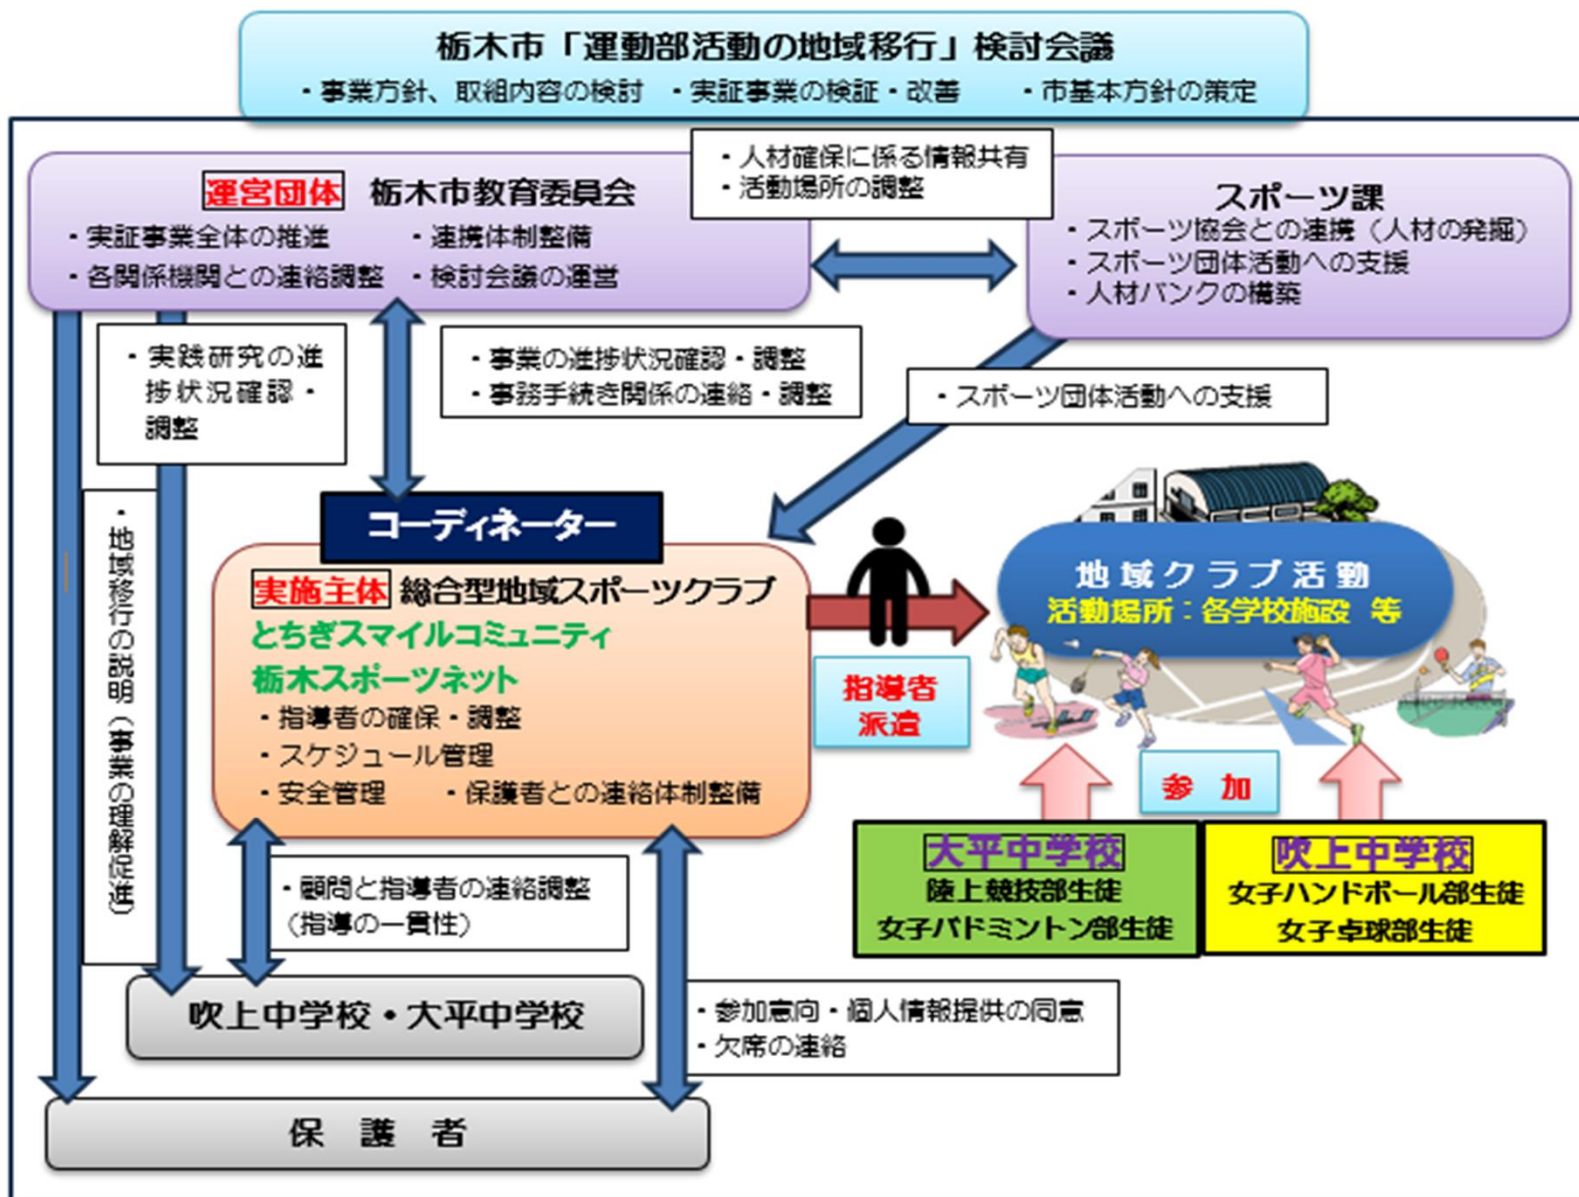 栃木市「運動部活動の地域移行」検討会議
・事業方針、取組内容の検討　・実証事業の検証・改善　　・市基本方針の策定
・人材確保に係る情報共有
・活動場所の調整
運営団体　栃木市教育委員会
・実証事業全体の推進　　・連携体制整備
・各関係機関との連絡調整　・検討会議の運営
スポーツ課
・スポーツ協会との連携（人材の発掘）
・スポーツ団体活動への支援
・人材バンクの構築
・実践研究の進
捗状況確認・
調整
・事業の進捗状況確認・調整
・事務手続き関係の連絡・調整
・スポーツ団体活動への支援
・地域移行の説明（事業の理解促進）
コーディネーター
実施主体 総合型地域スポーツクラブ
とちぎスマイルコミュニティ
栃木スポーツネット
・指導者の確保・調整
・スケジュール管理
・安全管理　　・保護者との連絡体制整備
指導者
派遣
地域クラブ活動
活動場所：各学校施設 等
参 加
大平中学校
陸上競技部生徒
女子バドミントン部生徒
吹上中学校
女子ハンドボール部生徒
女子卓球部生徒
・顧問と指導者の連絡調整
（指導の一貫性）
吹上中学校・大平中学校
・参加意向・個人情報提供の同意
・欠席の連絡
保　護　者